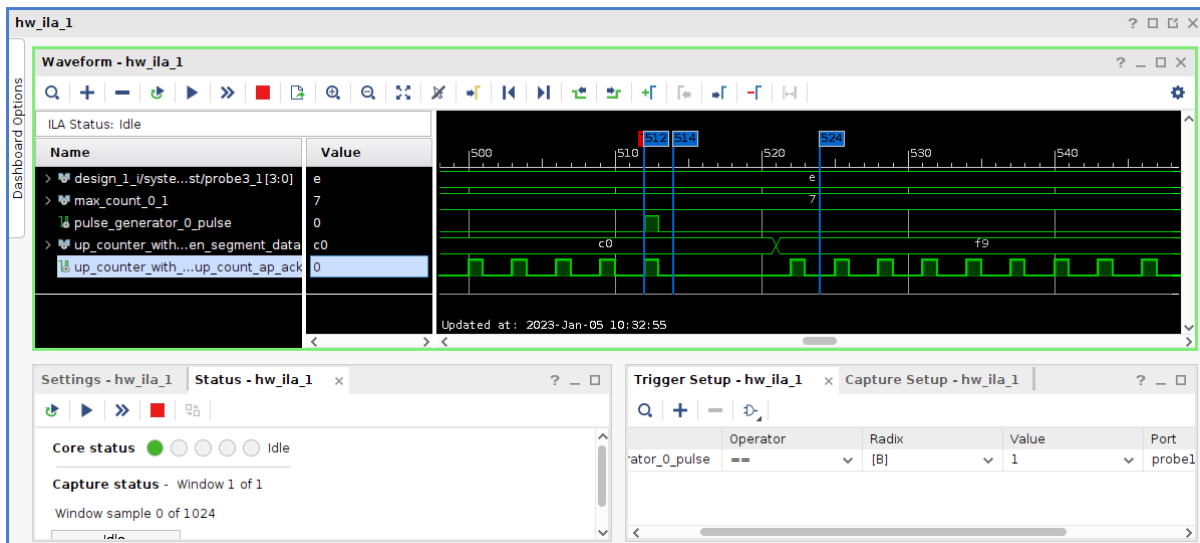 hw_ila_1
Dashboard Options
Waveform - hw_ila_1
ILA Status: Idle
Name Value
design_1_i/syste...st/probe3_1[3:0] e
max_count_0_1 7
pulse_generator_0_pulse 0
up_counter_with...en_segment_data c0
up_counter_with_...up_count_ap_ack 0
512 514 524
500 510 520 530 540
e
7
c0 f9
Updated at: 2023-Jan-05 10:32:55
Settings - hw_ila_1 Status - hw_ila_1
Core status Idle
Capture status - Window 1 of 1
Window sample 0 of 1024
Idle
Trigger Setup - hw_ila_1 Capture Setup - hw_ila_1
Operator Radix Value Port
rator_0_pulse == [B] 1 probe1